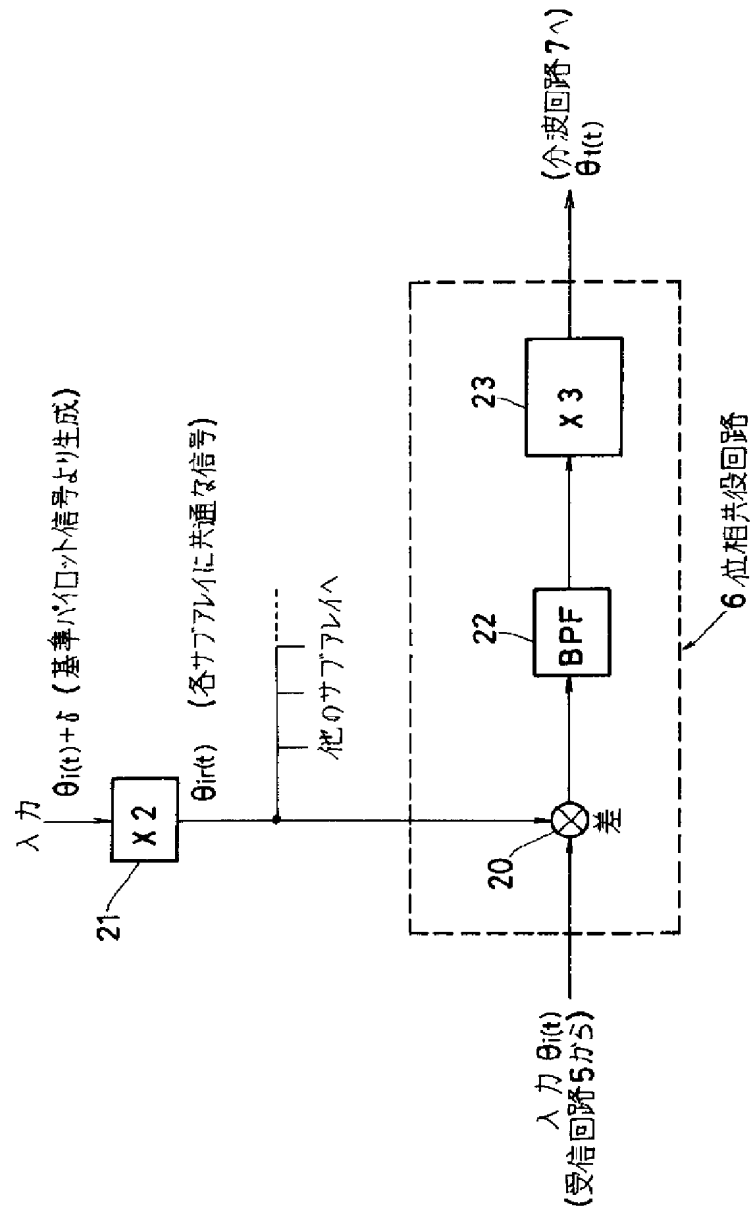 入力
θi(t)+δ (基準パイロット信号より生成)
X 2
21
θir(t) (各サブアレイに共通な信号)
他のサブアレイへ
入力 θi(t)
(受信回路5から)
20
差
22
BPF
23
X 3
(分波回路7へ)
θt(t)
6 位相共役回路